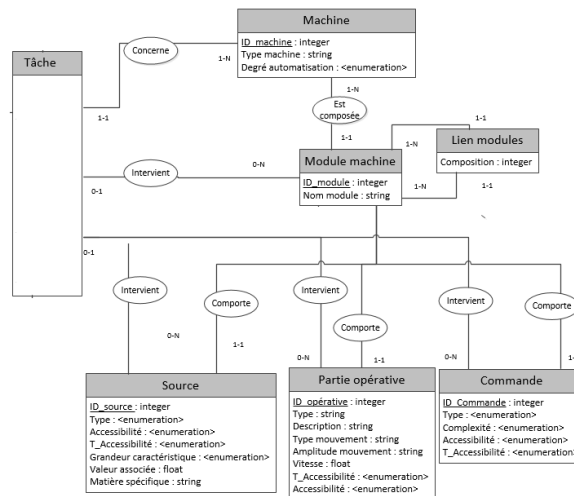 Machine
ID_machine : integer
Type machine : string
Degré automatisation : <enumeration>
Tâche
Concerne
1-N
1-1
1-N
Est
composée
1-1
Module machine
ID_module : integer
Nom module : string
1-1
1-N
Lien modules
Composition : integer
1-N
1-1
Intervient
0-N
0-1
0-1
Intervient
Comporte
0-N
1-1
Intervient
Comporte
0-N
1-1
Intervient
Comporte
0-N
Source
ID_source : integer
Type : <enumeration>
Accessibilité : <enumeration>
T_Accessibilité : <enumeration>
Grandeur caractéristique : <enumeration>
Valeur associée : float
Matière spécifique : string
Partie opérative
ID_opérative : integer
Type : string
Description : string
Type mouvement : string
Amplitude mouvement : string
Vitesse : float
T_Accessibilité : <enumeration>
Accessibilité : <enumeration>
Commande
ID_Commande : integer
Type : <enumeration>
Complexité : <enumeration>
Accessibilité : <enumeration>
T_Accessibilité : <enumeration>